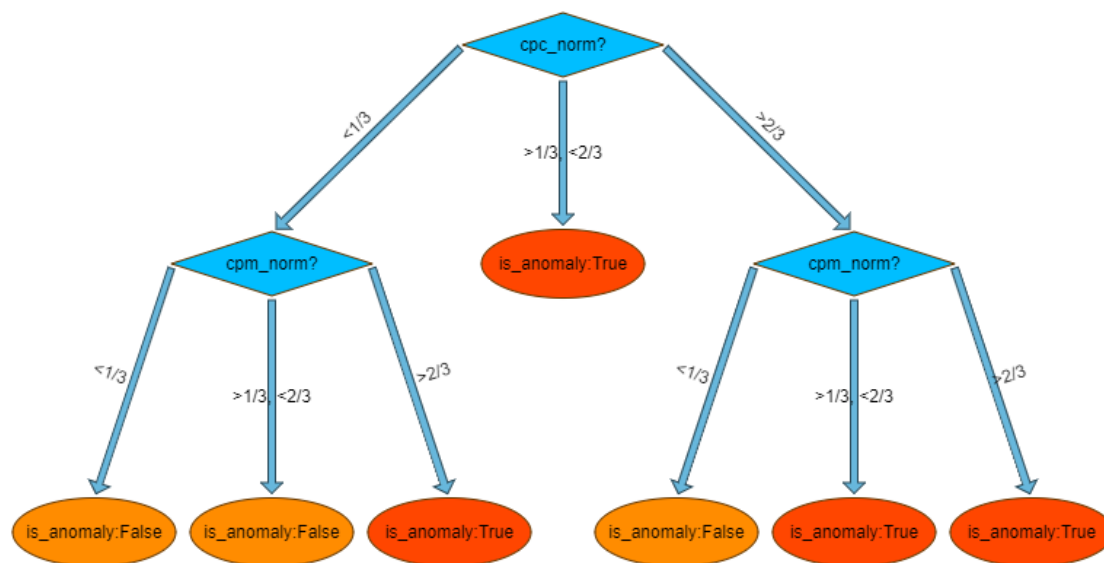 cpc_norm?
<1/3
>1/3, <2/3
>2/3
cpm_norm?
is_anomaly:True
cpm_norm?
<1/3
>1/3, <2/3
>2/3
<1/3
>1/3, <2/3
>2/3
is_anomaly:False
is_anomaly:False
is_anomaly:True
is_anomaly:False
is_anomaly:True
is_anomaly:True